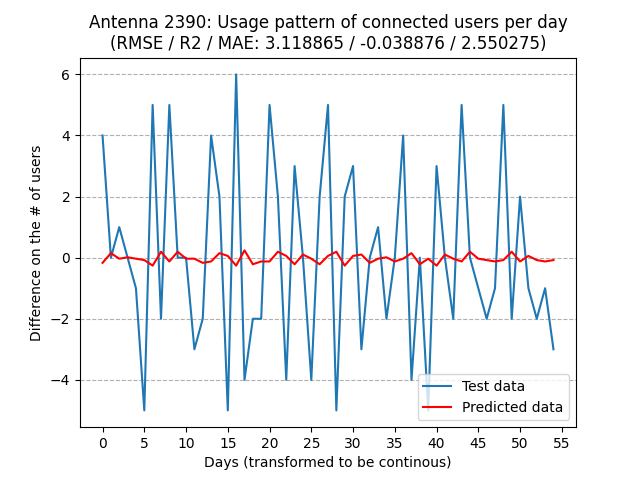 Antenna 2390: Usage pattern of connected users per day
(RMSE / R2 / MAE: 3.118865 / -0.038876 / 2.550275)
Difference on the # of users
6
4
2
0
−2
−4
Test data
Predicted data
0 5 10 15 20 25 30 35 40 45 50 55
Days (transformed to be continous)